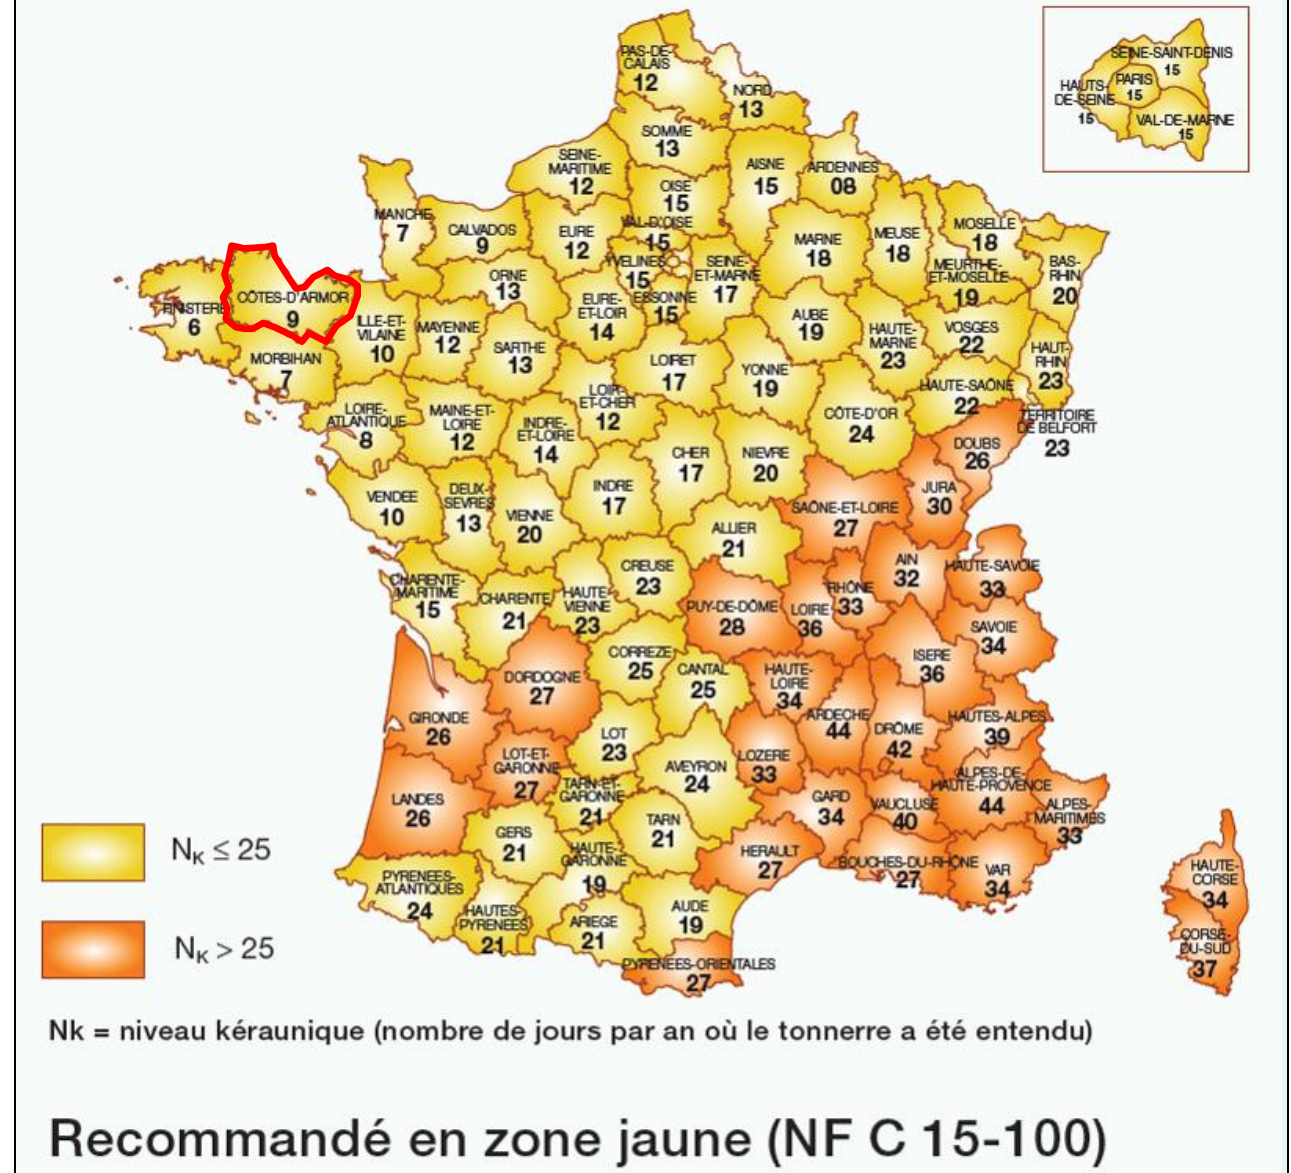 PAS-DE-
CALAIS
12
NORD
13
SOMME
13
SEINE-
MARITIME
12
OISE
15
AISNE
15
ARDENNES
08
SEINE-SAINT-DENIS
15
HAUTS-
DE-SEINE
15
PARIS
15
VAL-DE-MARNE
15
MANCHE
7
CALVADOS
9
EURE
12
VAL-D'OISE
15
YVELINES
15
ESSONNE
15
SEINE-
ET-MARNE
17
MARNE
18
MEUSE
18
MOSELLE
18
MEURTHE-
ET-MOSELLE
19
BAS-
RHIN
20
FINISTERE
6
CÔTES-D'ARMOR
9
MORBIHAN
7
ILLE-ET-
VILAINE
10
MAYENNE
12
ORNE
13
SARTHE
13
EURE-
ET-LOIR
14
LOIRET
17
AUBE
19
YONNE
19
HAUTE-
MARNE
23
VOSGES
22
HAUT-
RHIN
23
HAUTE-SAÔNE
22
TERRITOIRE
DE BELFORT
23
LOIRE-
ATLANTIQUE
8
MAINE-ET-
LOIRE
12
INDRE-
ET-LOIRE
14
LOIR-
ET-CHER
12
CHER
17
NIEVRE
20
CÔTE-D'OR
24
DOUBS
26
JURA
30
VENDEE
10
DEUX-
SEVRES
13
VIENNE
20
INDRE
17
ALLIER
21
SAÔNE-ET-LOIRE
27
AIN
32
HAUTE-SAVOIE
33
CHARENTE-
MARITIME
15
CHARENTE
21
HAUTE-
VIENNE
23
CREUSE
23
PUY-DE-DÔME
28
LOIRE
36
RHÔNE
33
SAVOIE
34
ISERE
36
DORDOGNE
27
CORREZE
25
CANTAL
25
HAUTE-
LOIRE
34
ARDECHE
44
DRÔME
42
HAUTES-ALPES
39
GIRONDE
26
LOT-ET-
GARONNE
27
LOT
23
AVEYRON
24
LOZERE
33
GARD
34
VAUCLUSE
40
ALPES-DE-
HAUTE-PROVENCE
44
ALPES-
MARITIMES
33
LANDES
26
GERS
21
TARN-ET-
GARONNE
21
TARN
21
HAUTE-
GARONNE
19
HERAULT
27
BOUCHES-DU-RHÔNE
27
VAR
34
PYRENEES-
ATLANTIQUES
24
HAUTES-
PYRENEES
21
ARIEGE
21
AUDE
19
PYRENEES-ORIENTALES
27
HAUTE-
CORSE
34
CORSE-
DU-SUD
37
NK ≤ 25
NK > 25
Nk = niveau kéraunique (nombre de jours par an où le tonnerre a été entendu)
Recommandé en zone jaune (NF C 15-100)